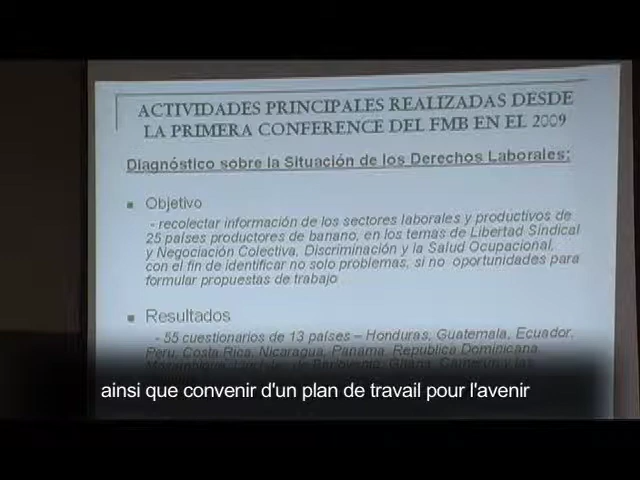 ACTIVIDADES PRINCIPALES REALIZADAS DESDE
LA PRIMERA CONFERENCE DEL FMB EN EL 2009
Diagnóstico sobre la Situación de los Derechos Laborales:
▪ Objetivo
- recolectar información de los sectores laborales y productivos de
25 países productores de banano, en los temas de Libertad Sindical
y Negociación Colectiva, Discriminación y la Salud Ocupacional,
con el fin de identificar no solo problemas, si no oportunidades para
formular propuestas de trabajo
▪ Resultados
- 55 cuestionarios de 13 países – Honduras, Guatemala, Ecuador,
Peru, Costa Rica, Nicaragua, Panama, Republica Dominicana
ainsi que convenir d'un plan de travail pour l'avenir